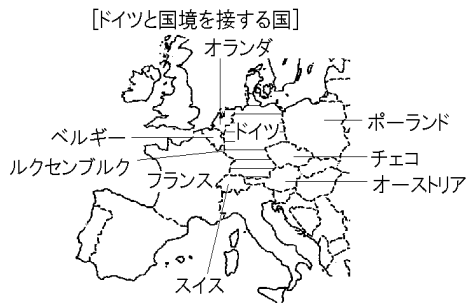 [ドイツと国境を接する国]
オランダ
ドイツ
ポーランド
ベルギー
チェコ
ルクセンブルク
フランス
オーストリア
スイス